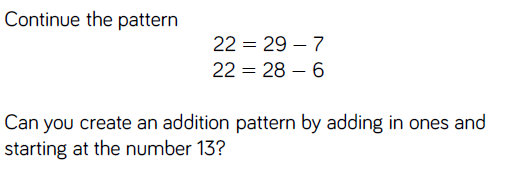 Continue the pattern
22 = 29 – 7
22 = 28 – 6
Can you create an addition pattern by adding in ones and
starting at the number 13?